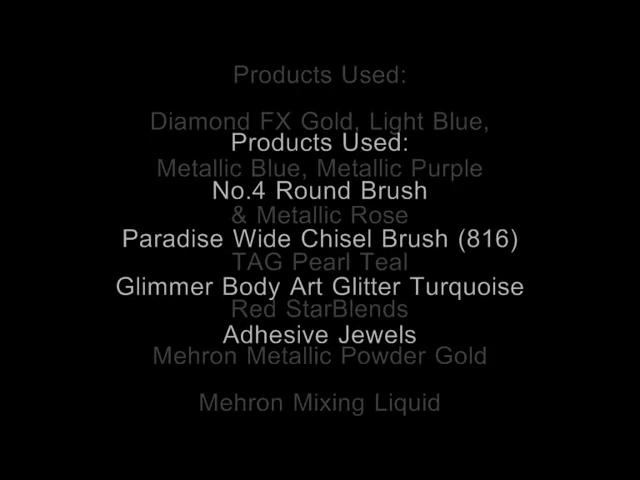 Products Used:
Diamond FX Gold, Light Blue,
Products Used:
Metallic Blue, Metallic Purple
No.4 Round Brush
& Metallic Rose
Paradise Wide Chisel Brush (816)
TAG Pearl Teal
Glimmer Body Art Glitter Turquoise
Red StarBlends
Adhesive Jewels
Mehron Metallic Powder Gold
Mehron Mixing Liquid